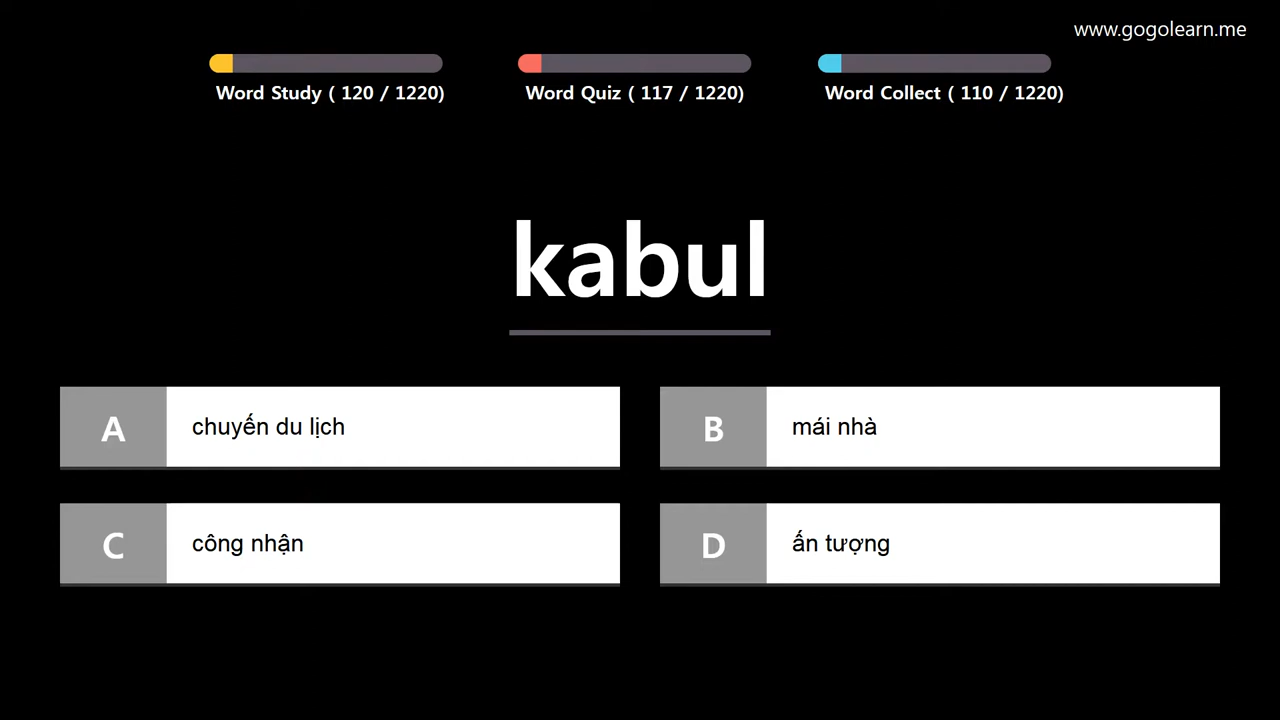 www.gogolearn.me
Word Study ( 120 / 1220)
Word Quiz ( 117 / 1220)
Word Collect ( 110 / 1220)
kabul
A
chuyến du lịch
B
mái nhà
C
công nhận
D
ấn tượng